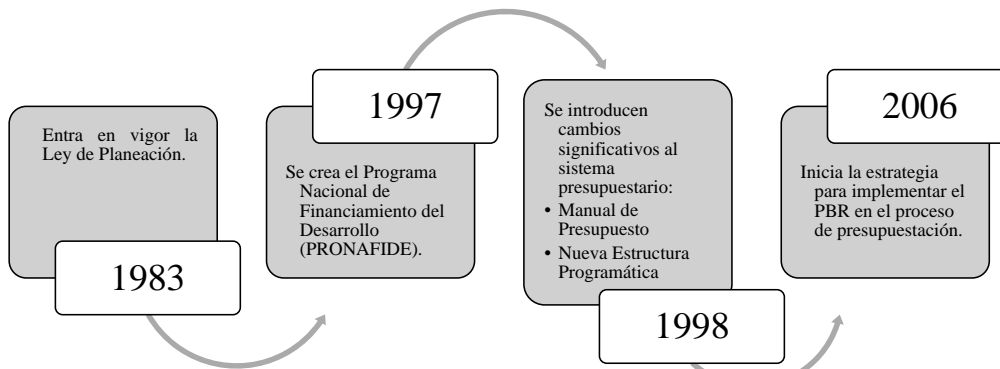 Entra en vigor la
Ley de Planeación.
1983
1997
Se crea el Programa
Nacional de
Financiamiento del
Desarrollo
(PRONAFIDE).
Se introducen
cambios
significativos al
sistema
presupuestario:
• Manual de
Presupuesto
• Nueva Estructura
Programática
1998
2006
Inicia la estrategia
para implementar el
PBR en el proceso
de presupuestación.